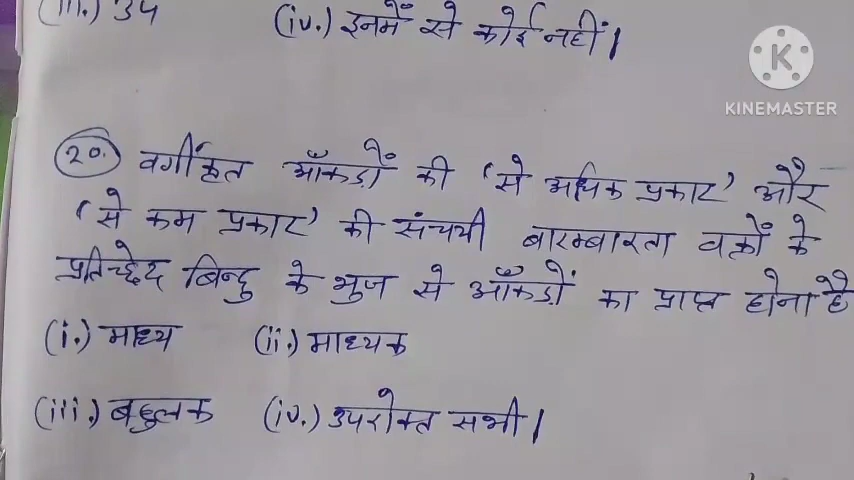 (iii.) 34
(iv.) इनमें से कोई नहीं।
K
KINEMASTER
20. वर्गीकृत आँकड़ों की 'से अधिक प्रकार' और
'से कम प्रकार' की संचयी बारम्बारता वक्रों के
प्रतिच्छेद बिन्दु के भुज से आँकड़ों का प्राप्त होता है
(i.) माध्य (ii.) माध्यक
(iii.) बहुलक (iv.) उपरोक्त सभी।